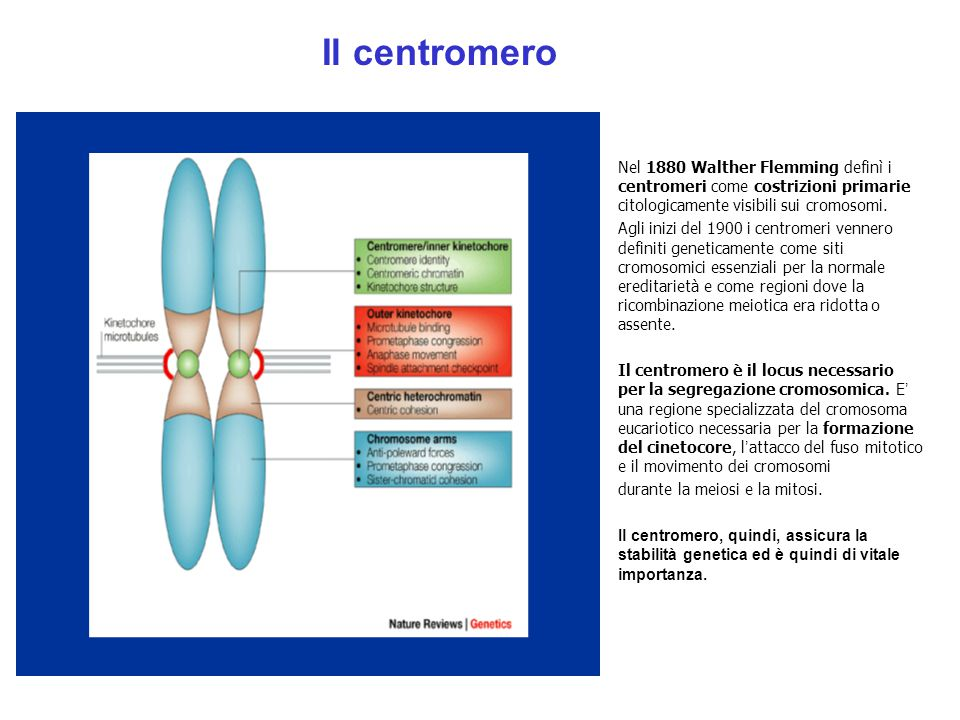 Il centromero
Kinetochore
microtubules
Centromere/inner kinetochore
• Centromere identity
• Centromeric chromatin
• Kinetochore structure
Outer kinetochore
• Microtubule binding
• Prometaphase congression
• Anaphase movement
• Spindle attachment checkpoint
Centric heterochromatin
• Centric cohesion
Chromosome arms
• Anti-poleward forces
• Prometaphase congression
• Sister-chromatid cohesion
Nature Reviews | Genetics
Nel 1880 Walther Flemming definì i
centromeri come costrizioni primarie
citologicamente visibili sui cromosomi.
Agli inizi del 1900 i centromeri vennero
definiti geneticamente come siti
cromosomici essenziali per la normale
ereditarietà e come regioni dove la
ricombinazione meiotica era ridotta o
assente.
Il centromero è il locus necessario
per la segregazione cromosomica. E’
una regione specializzata del cromosoma
eucariotico necessaria per la formazione
del cinetocore, l’attacco del fuso mitotico
e il movimento dei cromosomi
durante la meiosi e la mitosi.
Il centromero, quindi, assicura la
stabilità genetica ed è quindi di vitale
importanza.